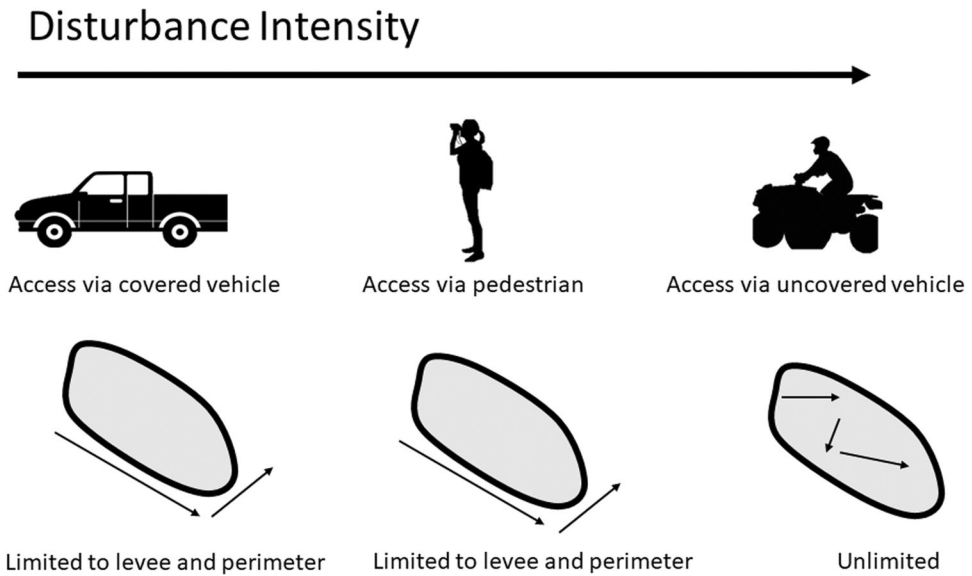 Disturbance Intensity
Access via covered vehicle
Access via pedestrian
Access via uncovered vehicle
Limited to levee and perimeter
Limited to levee and perimeter
Unlimited